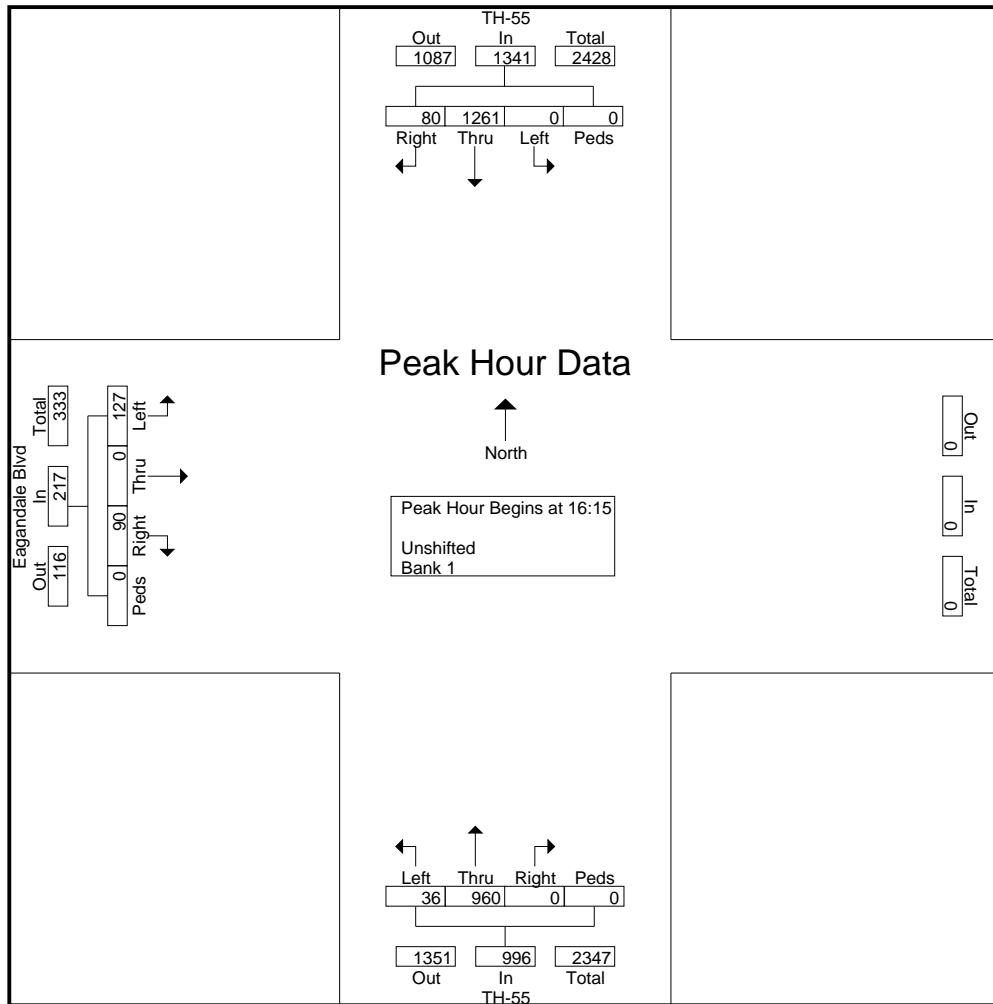 TH-55
Out In Total
1087 1341 2428
80 1261 0 0
Right Thru Left Peds
Peak Hour Data
North
Peak Hour Begins at 16:15
Unshifted
Bank 1
Eagandale Blvd
Out In Total
116 217 333
Peds Right Thru Left
0 90 0 127
Out In Total
0 0 0
Left Thru Right Peds
36 960 0 0
1351 996 2347
Out In Total
TH-55